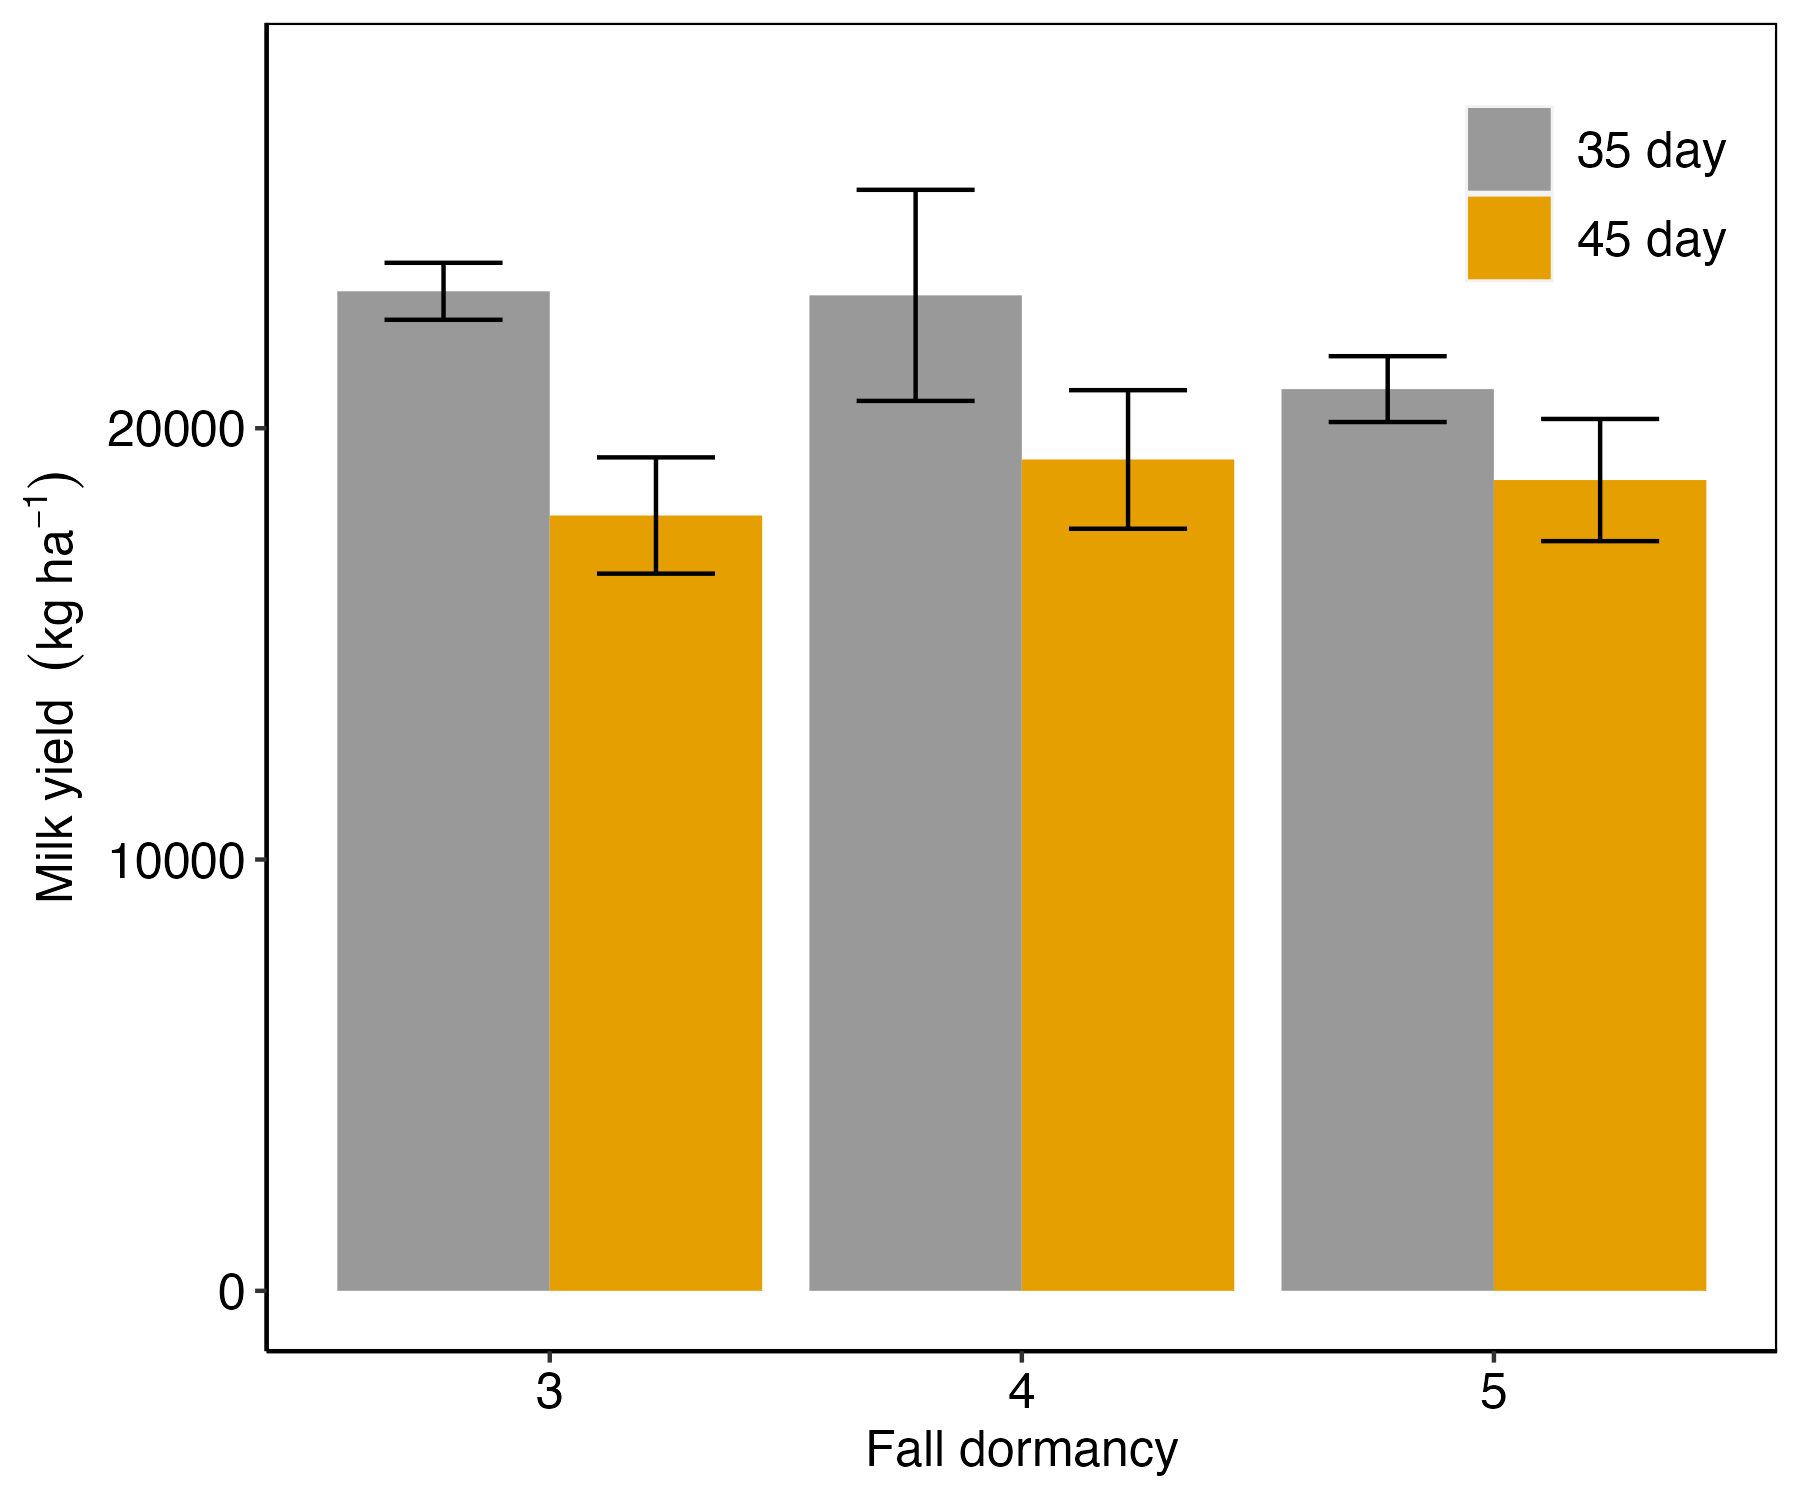 35 day
45 day
20000
10000
0
Milk yield (kg ha⁻¹)
3 4 5
Fall dormancy